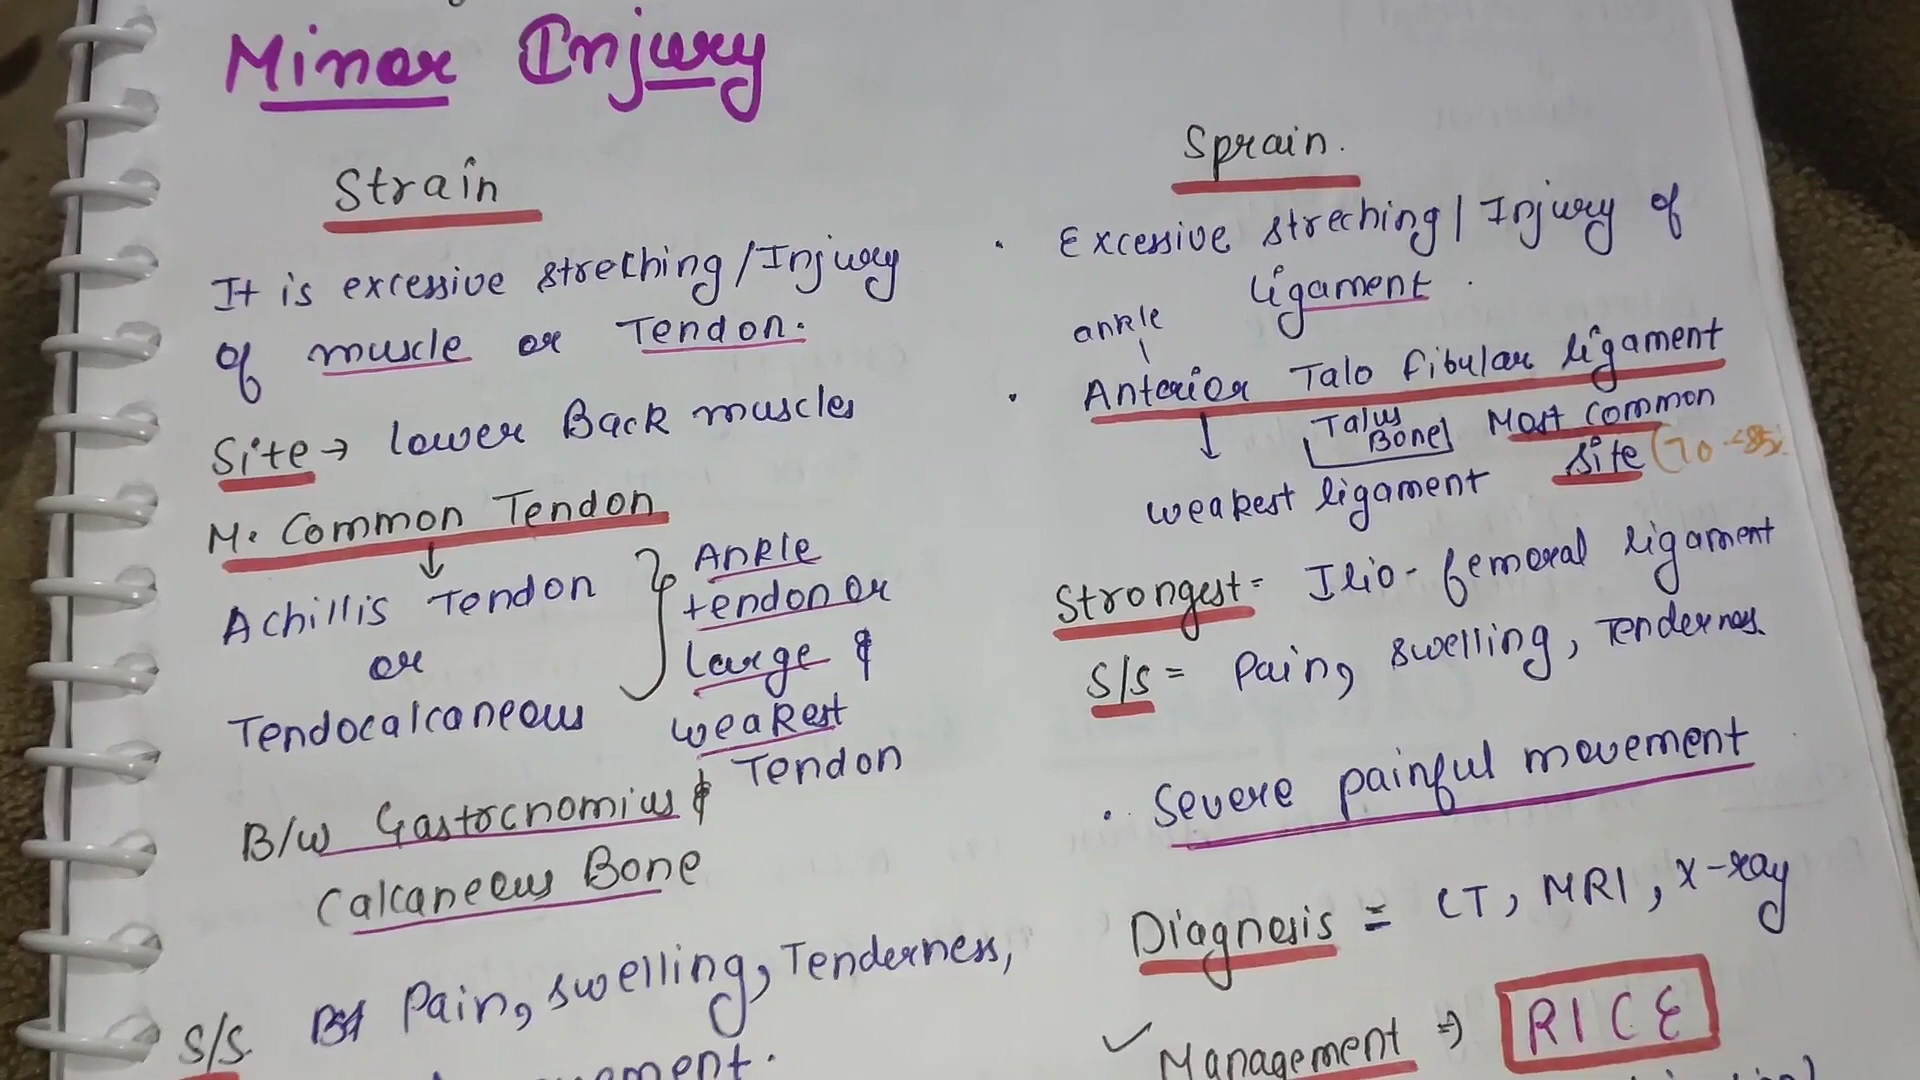 Minor Injury
Strain
It is excessive streching/Injury
of muscle or Tendon.
Site → lower Back muscles
M. Common Tendon
↓
Achillis Tendon
or
Tendocalcaneous
Ankle
tendon or
Large &
weakest
Tendon
B/w Gastrocnomius &
Calcaneous Bone
S/S. Pain, swelling, Tenderness,
Sprain.
• Excessive streching/Injury of
ligament.
ankle
• Anterior Talo fibular ligament
↓ Talus Most Common
Bone site (70-85%
weakest ligament
Strongest = Ilio-femoral ligament
S/S = Pain, swelling, Tenderness
• Severe painful movement
Diagnosis = CT, MRI, x-ray
✓ Management ⇒ RICE